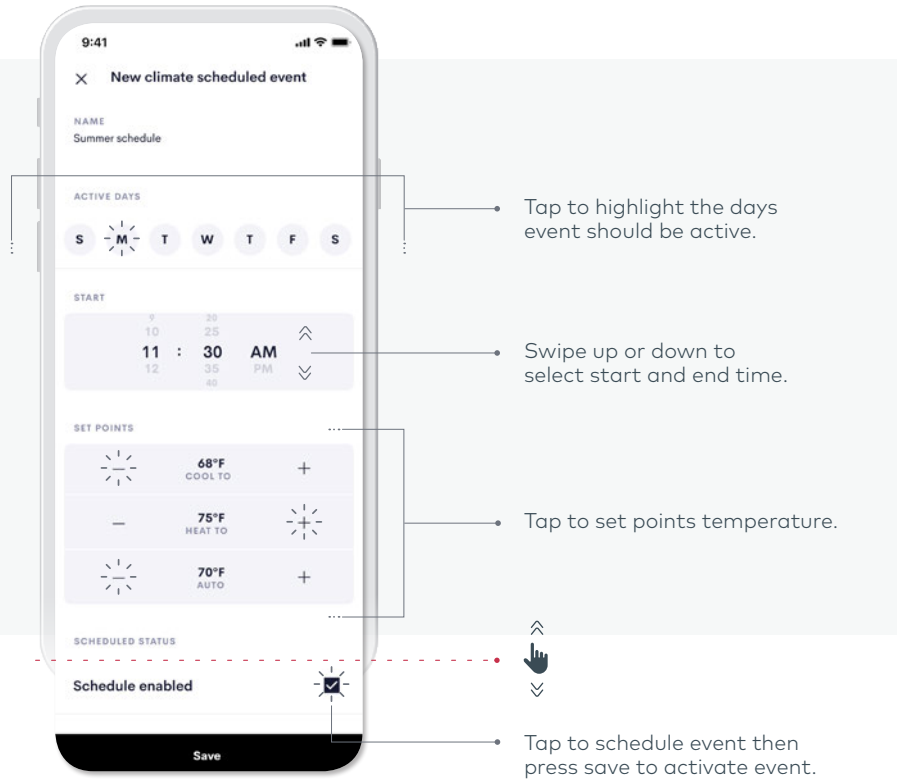 9:41
New climate scheduled event
NAME
Summer schedule
ACTIVE DAYS
S M T W T F S
Tap to highlight the days
event should be active.
START
9 20
10 25
11 : 30 AM
12 35 PM
40
Swipe up or down to
select start and end time.
SET POINTS
— 68°F +
COOL TO
— 75°F +
HEAT TO
— 70°F +
AUTO
Tap to set points temperature.
SCHEDULED STATUS
Schedule enabled
Save
Tap to schedule event then
press save to activate event.